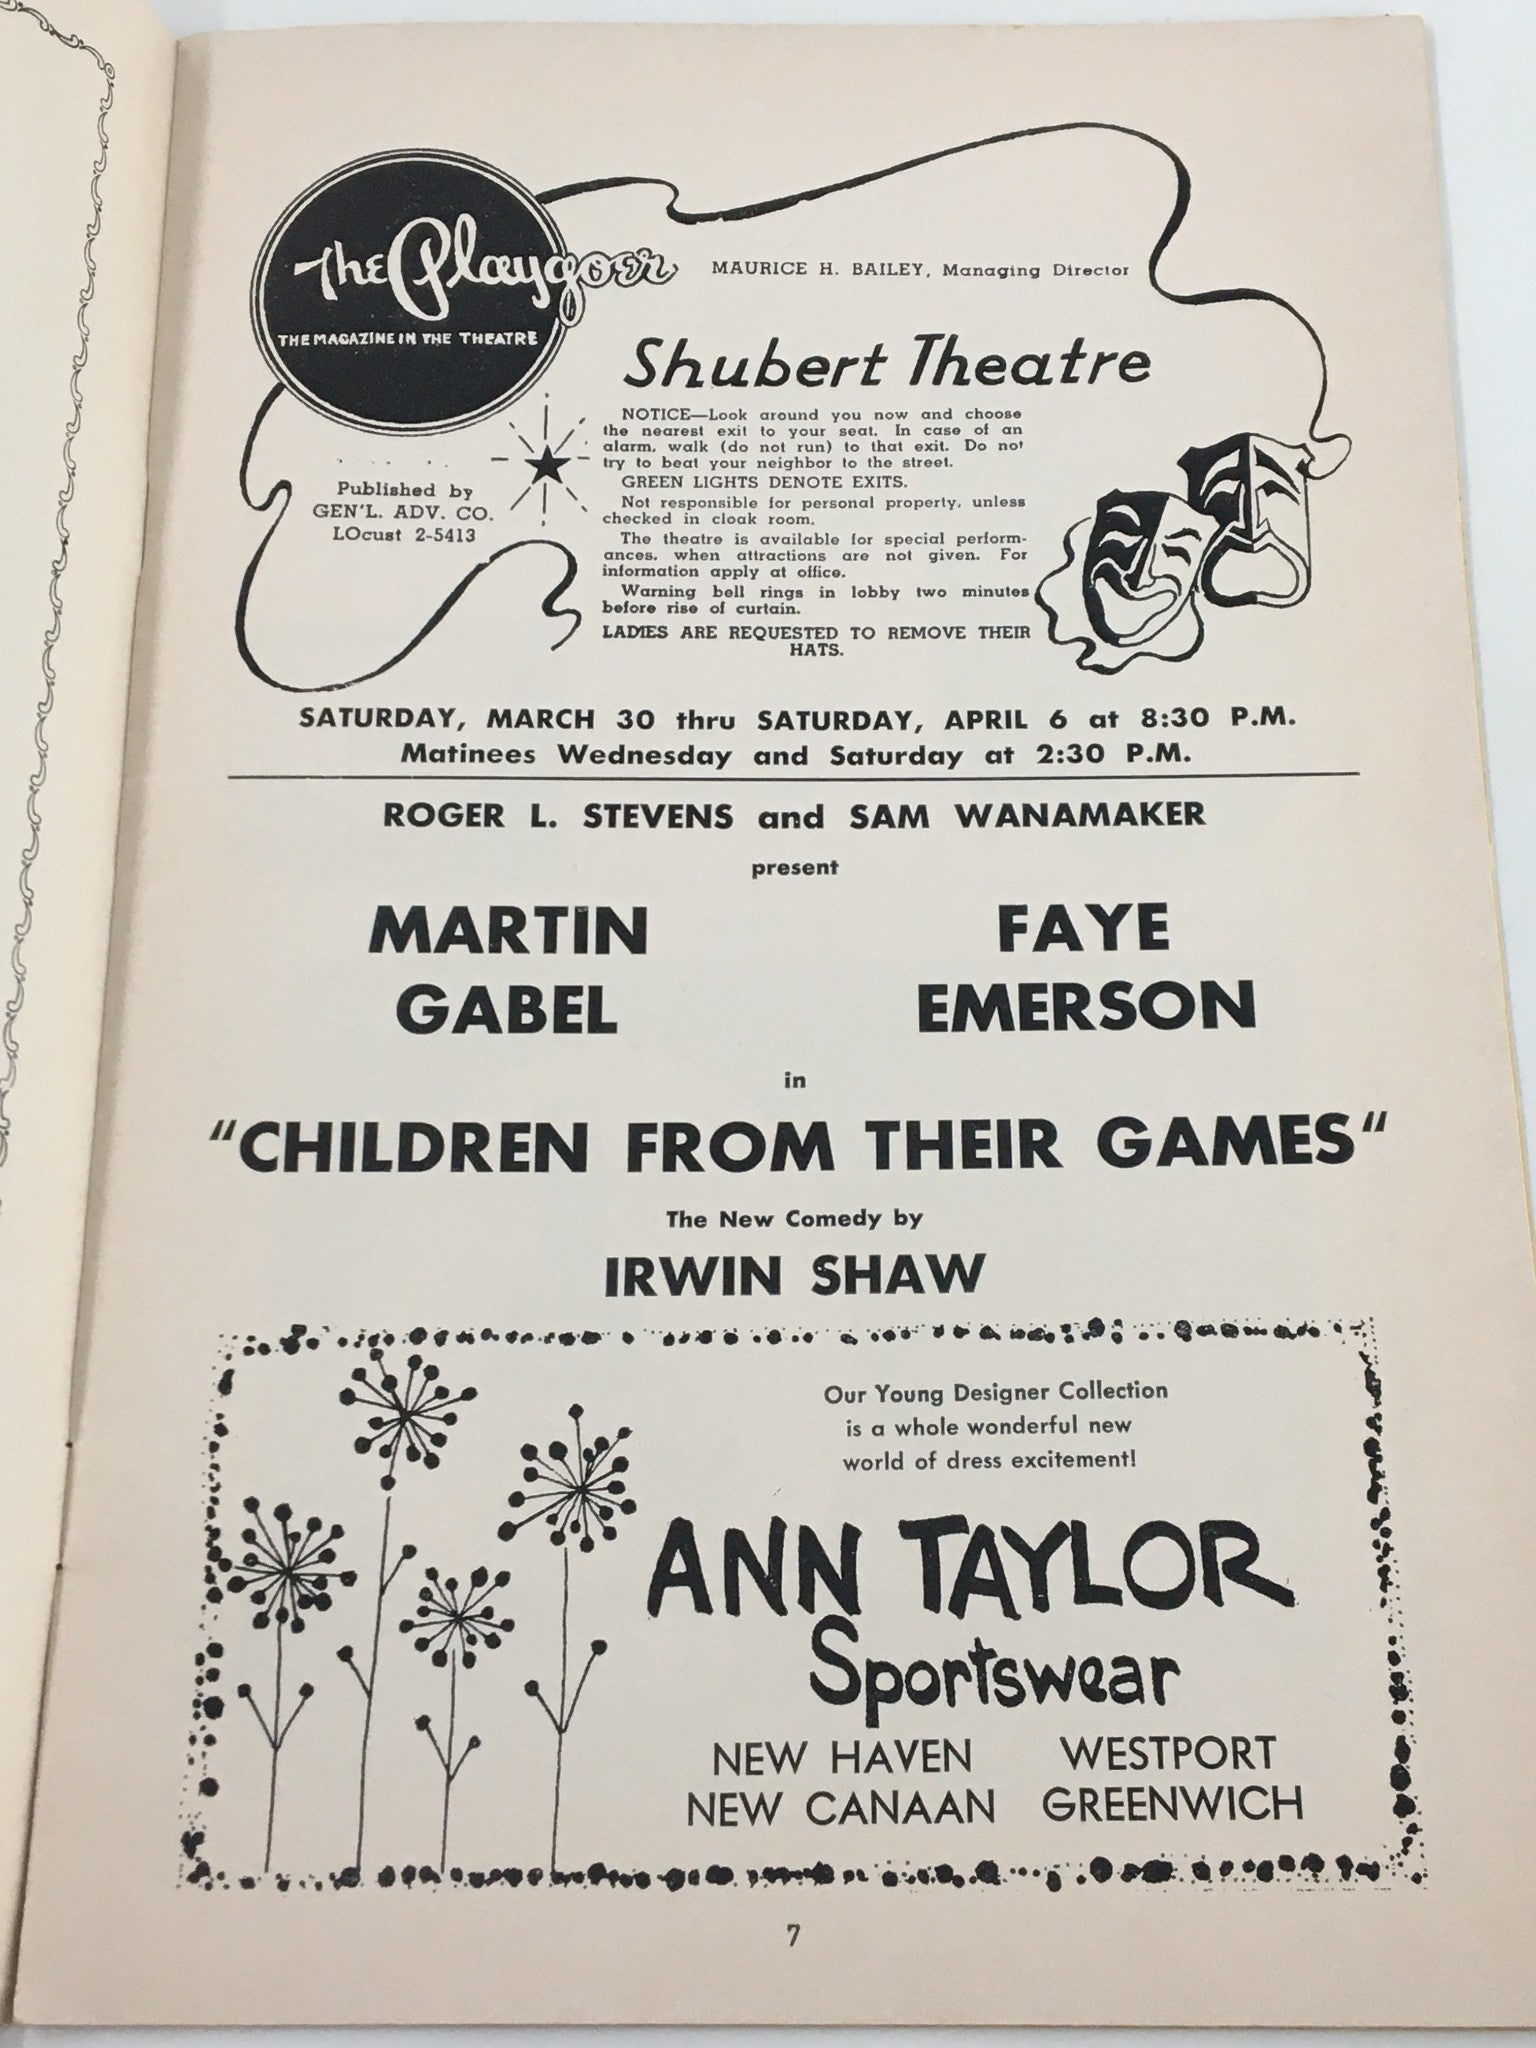 The Playgoer
THE MAGAZINE IN THE THEATRE
MAURICE H. BAILEY, Managing Director
Shubert Theatre
Published by
GEN'L. ADV. CO.
LOcust 2-5413
NOTICE—Look around you now and choose
the nearest exit to your seat. In case of an
alarm, walk (do not run) to that exit. Do not
try to beat your neighbor to the street.
GREEN LIGHTS DENOTE EXITS.
Not responsible for personal property, unless
checked in cloak room.
The theatre is available for special perform-
ances, when attractions are not given. For
information apply at office.
Warning bell rings in lobby two minutes
before rise of curtain.
LADIES ARE REQUESTED TO REMOVE THEIR
HATS.
SATURDAY, MARCH 30 thru SATURDAY, APRIL 6 at 8:30 P.M.
Matinees Wednesday and Saturday at 2:30 P.M.
ROGER L. STEVENS and SAM WANAMAKER
present
MARTIN GABEL
FAYE EMERSON
in
"CHILDREN FROM THEIR GAMES"
The New Comedy by
IRWIN SHAW
Our Young Designer Collection
is a whole wonderful new
world of dress excitement!
ANN TAYLOR
Sportswear
NEW HAVEN WESTPORT
NEW CANAAN GREENWICH
7